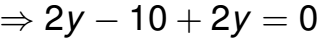 ⇒ 2y − 10 + 2y = 0